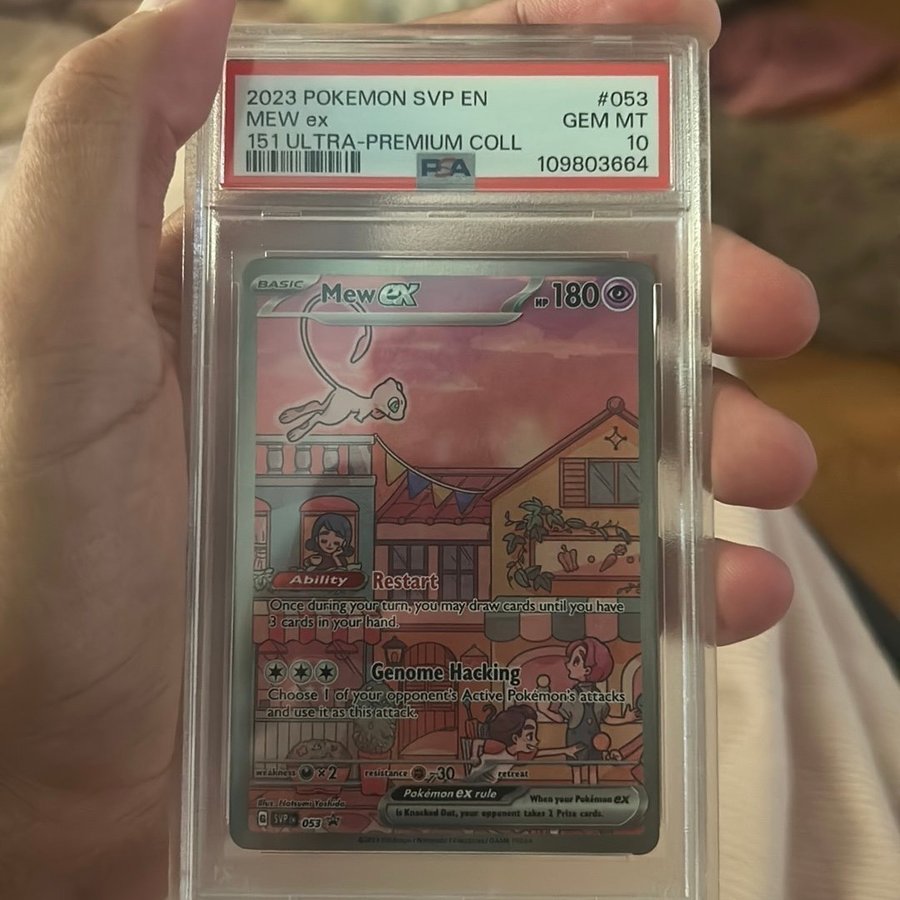 2023 POKEMON SVP EN #053
MEW ex GEM MT
151 ULTRA-PREMIUM COLL 10
PSA 109803664
BASIC Mew ex HP 180
Ability Restart
Once during your turn, you may draw cards until you have
3 cards in your hand.
Genome Hacking
Choose 1 of your opponent's Active Pokémon's attacks
and use it as this attack.
weakness ×2 resistance -30 retreat
Pokémon ex rule When your Pokémon ex
is Knocked Out, your opponent takes 2 Prize cards.
Illus. Natsumi Yoshida
G SVP EN 053